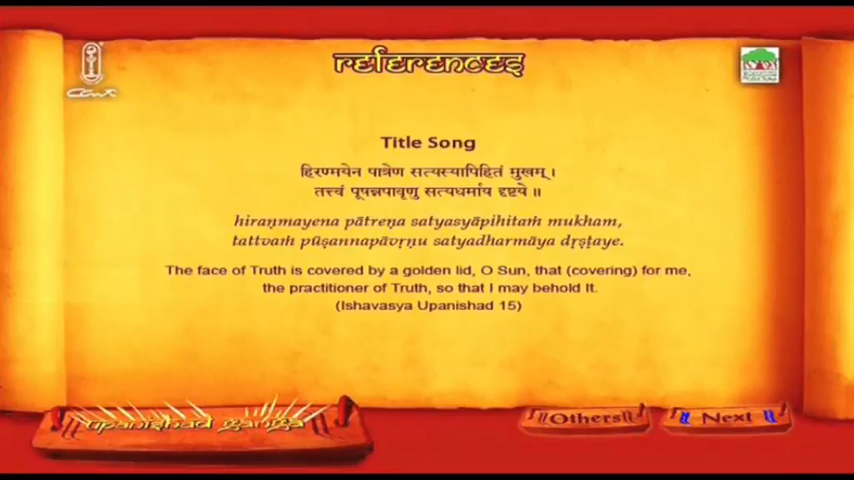 References
Title Song
हिरण्मयेन पात्रेण सत्यस्यापिहितं मुखम् ।
तत्त्वं पूषन्नपावृणु सत्यधर्माय दृष्टये ॥
hiraṇmayena pātreṇa satyasyāpihitaṁ mukham,
tattvaṁ pūṣannapāvṛṇu satyadharmāya dṛṣṭaye.
The face of Truth is covered by a golden lid, O Sun, that (covering) for me,
the practitioner of Truth, so that I may behold It.
(Ishavasya Upanishad 15)
upanishad ganga
Others
Next